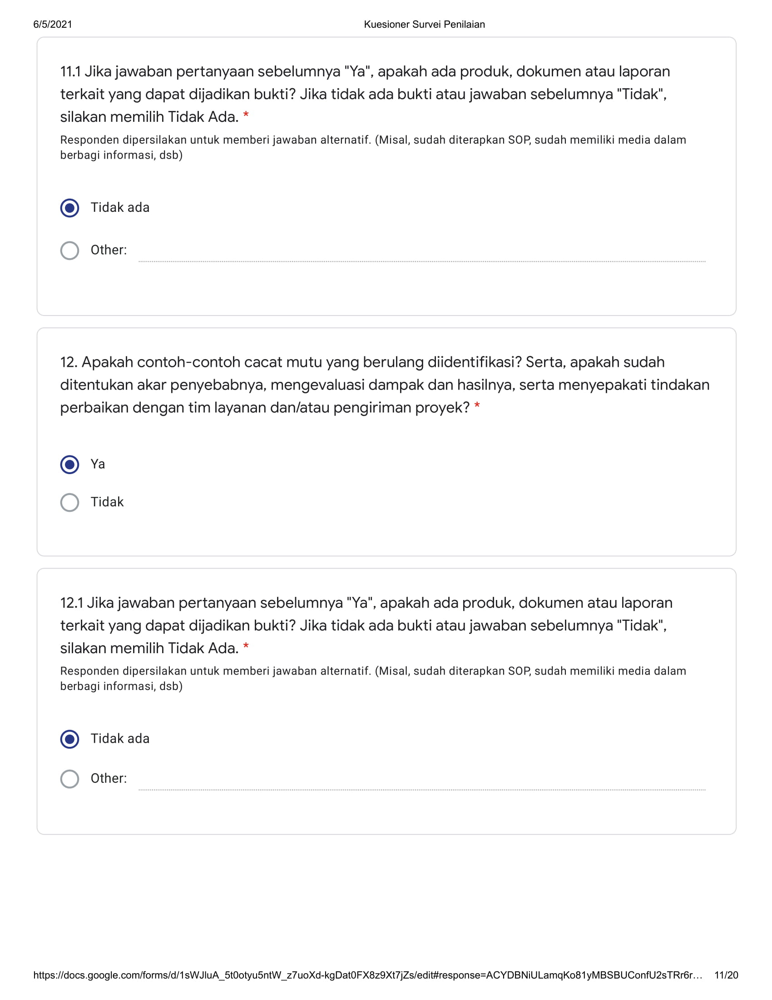 6/5/2021 Kuesioner Survei Penilaian
11.1 Jika jawaban pertanyaan sebelumnya "Ya", apakah ada produk, dokumen atau laporan
terkait yang dapat dijadikan bukti? Jika tidak ada bukti atau jawaban sebelumnya "Tidak",
silakan memilih Tidak Ada. *
Responden dipersilakan untuk memberi jawaban alternatif. (Misal, sudah diterapkan SOP, sudah memiliki media dalam
berbagi informasi, dsb)
Tidak ada
Other:
12. Apakah contoh-contoh cacat mutu yang berulang diidentifikasi? Serta, apakah sudah
ditentukan akar penyebabnya, mengevaluasi dampak dan hasilnya, serta menyepakati tindakan
perbaikan dengan tim layanan dan/atau pengiriman proyek? *
Ya
Tidak
12.1 Jika jawaban pertanyaan sebelumnya "Ya", apakah ada produk, dokumen atau laporan
terkait yang dapat dijadikan bukti? Jika tidak ada bukti atau jawaban sebelumnya "Tidak",
silakan memilih Tidak Ada. *
Responden dipersilakan untuk memberi jawaban alternatif. (Misal, sudah diterapkan SOP, sudah memiliki media dalam
berbagi informasi, dsb)
Tidak ada
Other:
https://docs.google.com/forms/d/1sWJIuA_5t0otyu5ntW_z7uoXd-kgDat0FX8z9Xt7jZs/edit#response=ACYDBNiULamqKo81yMBSBUConfU2sTRr6r… 11/20